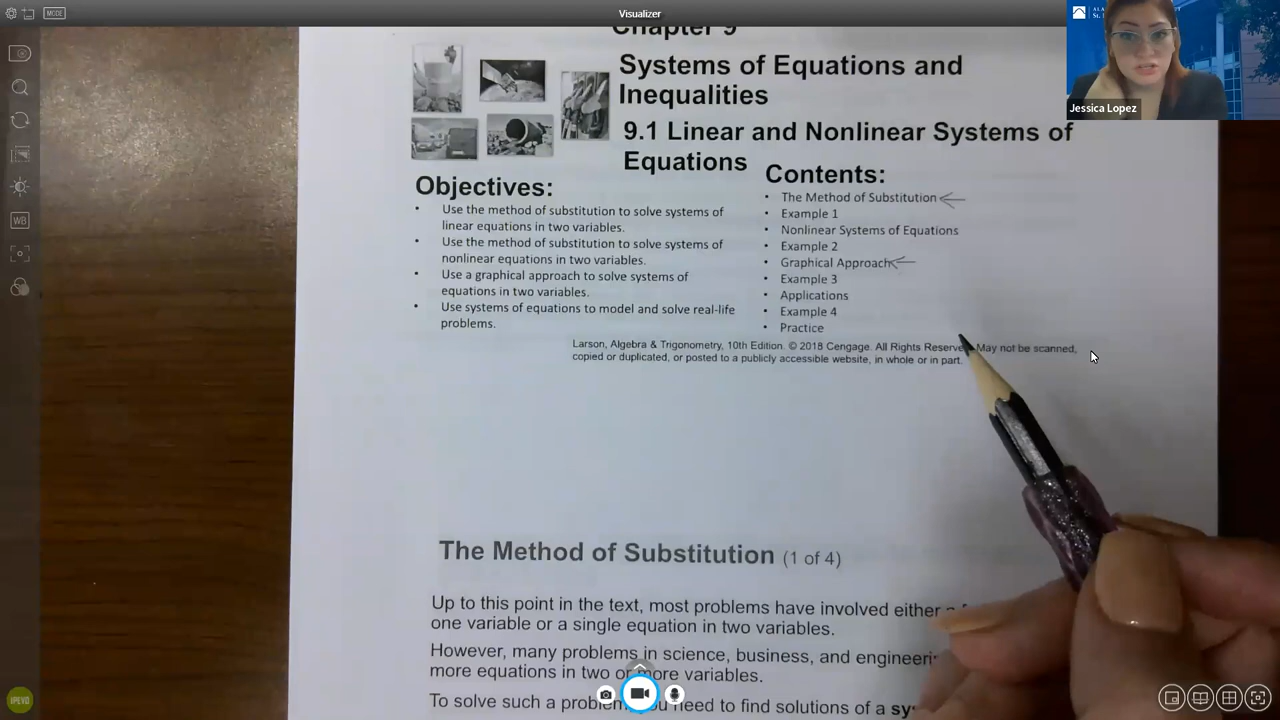 MODE
Visualizer
Jessica Lopez
WB
IPEVO
Chapter 9
Systems of Equations and
Inequalities
9.1 Linear and Nonlinear Systems of
Equations
Objectives:
• Use the method of substitution to solve systems of
linear equations in two variables.
• Use the method of substitution to solve systems of
nonlinear equations in two variables.
• Use a graphical approach to solve systems of
equations in two variables.
• Use systems of equations to model and solve real-life
problems.
Contents:
• The Method of Substitution
• Example 1
• Nonlinear Systems of Equations
• Example 2
• Graphical Approach
• Example 3
• Applications
• Example 4
• Practice
Larson, Algebra & Trigonometry, 10th Edition. © 2018 Cengage. All Rights Reserve May not be scanned,
copied or duplicated, or posted to a publicly accessible website, in whole or in part.
The Method of Substitution (1 of 4)
Up to this point in the text, most problems have involved either
one variable or a single equation in two variables.
However, many problems in science, business, and engineeri
more equations in two or more variables.
To solve such a problem, you need to find solutions of a sy